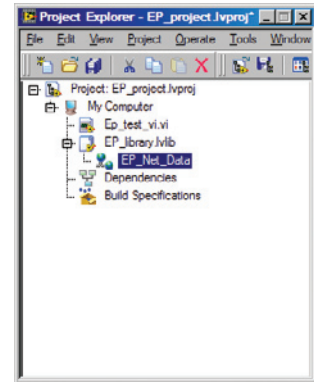 Project Explorer - EP_project.lvproj*
File Edit View Project Operate Tools Window
Project: EP_project.lvproj
My Computer
Ep_test_vi.vi
EP_library.lvlib
EP_Net_Data
Dependencies
Build Specifications